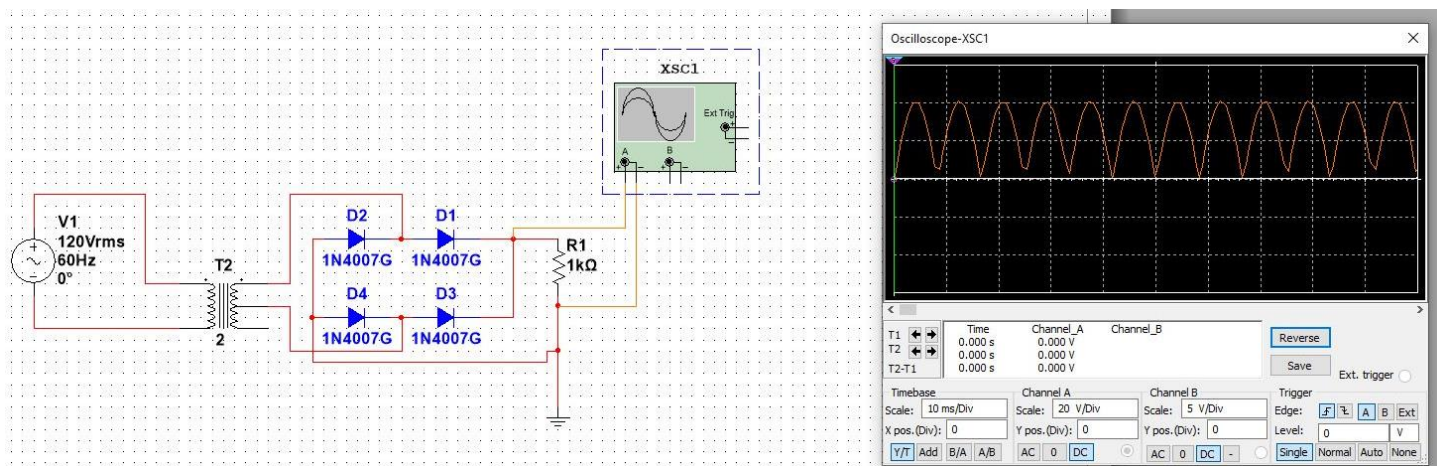 XSC1
Ext Trig
+
−
A B
+ − + −
V1
120Vrms
60Hz
0°
T2
2
D2 D1
1N4007G 1N4007G
D4 D3
1N4007G 1N4007G
R1
1kΩ
Oscilloscope-XSC1
Time Channel_A Channel_B
T1 0.000 s 0.000 V
T2 0.000 s 0.000 V
T2-T1 0.000 s 0.000 V
Reverse
Save
Ext. trigger
Timebase
Scale: 10 ms/Div
X pos.(Div): 0
Y/T Add B/A A/B
Channel A
Scale: 20 V/Div
Y pos.(Div): 0
AC 0 DC
Channel B
Scale: 5 V/Div
Y pos.(Div): 0
AC 0 DC -
Trigger
Edge: A B Ext
Level: 0 V
Single Normal Auto None